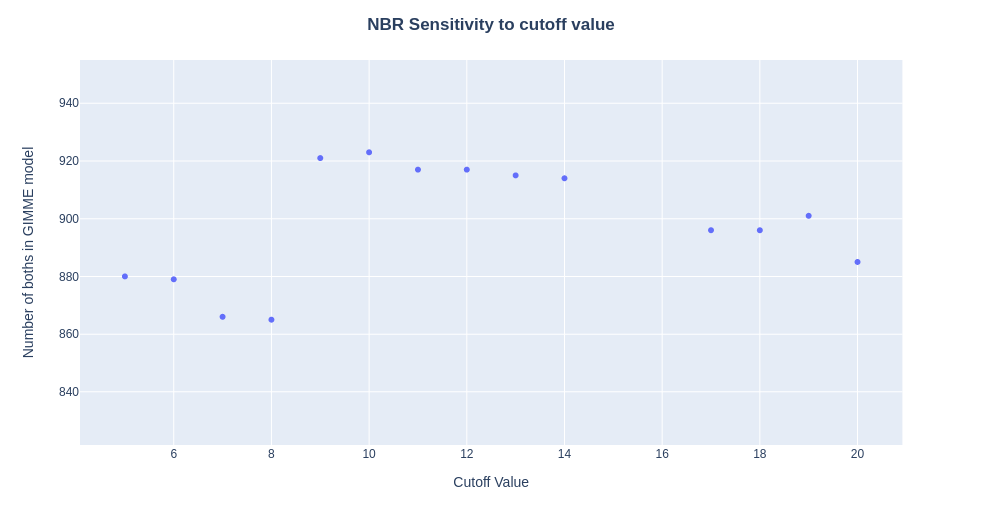 NBR Sensitivity to cutoff value
Number of boths in GIMME model
940
920
900
880
860
840
6 8 10 12 14 16 18 20
Cutoff Value